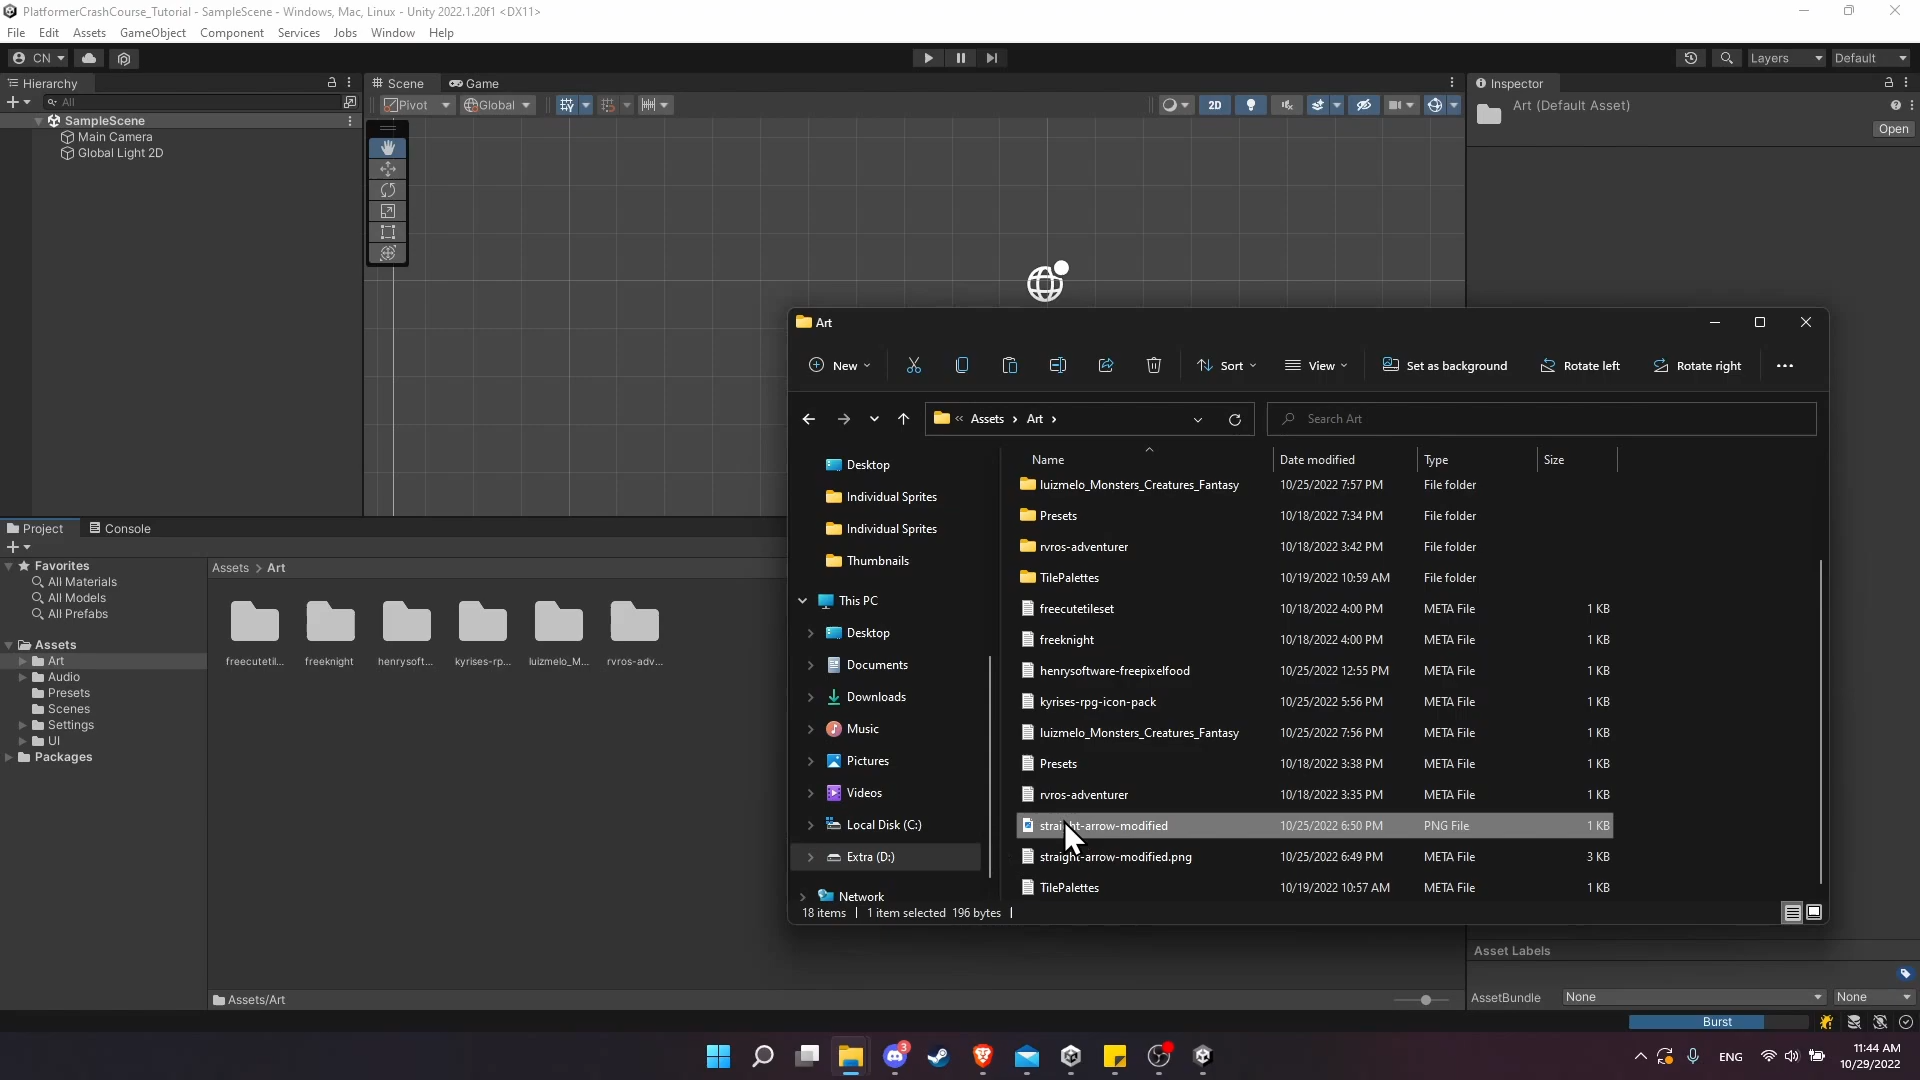 PlatformerCrashCourse_Tutorial - SampleScene - Windows, Mac, Linux - Unity 2022.1.20f1 <DX11>
File Edit Assets GameObject Component Services Jobs Window Help
CN Layers Default
Hierarchy Scene Game Inspector
All Pivot Global 2D Art (Default Asset)
Open
SampleScene
Main Camera
Global Light 2D
Art
New Sort View Set as background Rotate left Rotate right
« Assets > Art > Search Art
Name Date modified Type Size
Desktop
Individual Sprites
Individual Sprites
Thumbnails
This PC
Desktop
Documents
Downloads
Music
Pictures
Videos
Local Disk (C:)
Extra (D:)
Network
luizmelo_Monsters_Creatures_Fantasy 10/25/2022 7:57 PM File folder
Presets 10/18/2022 7:34 PM File folder
rvros-adventurer 10/18/2022 3:42 PM File folder
TilePalettes 10/19/2022 10:59 AM File folder
freecutetileset 10/18/2022 4:00 PM META File 1 KB
freeknight 10/18/2022 4:00 PM META File 1 KB
henrysoftware-freepixelfood 10/25/2022 12:55 PM META File 1 KB
kyrises-rpg-icon-pack 10/25/2022 5:56 PM META File 1 KB
luizmelo_Monsters_Creatures_Fantasy 10/25/2022 7:56 PM META File 1 KB
Presets 10/18/2022 3:38 PM META File 1 KB
rvros-adventurer 10/18/2022 3:35 PM META File 1 KB
straight-arrow-modified 10/25/2022 6:50 PM PNG File 1 KB
straight-arrow-modified.png 10/25/2022 6:49 PM META File 3 KB
TilePalettes 10/19/2022 10:57 AM META File 1 KB
18 items 1 item selected 196 bytes
Project Console
Favorites
All Materials
All Models
All Prefabs
Assets
Art
Audio
Presets
Scenes
Settings
UI
Packages
Assets > Art
freecutetil... freeknight henrysoft... kyrises-rp... luizmelo_M... rvros-adv...
Assets/Art
Asset Labels
AssetBundle None None
Burst
3 ENG 11:44 AM
10/29/2022